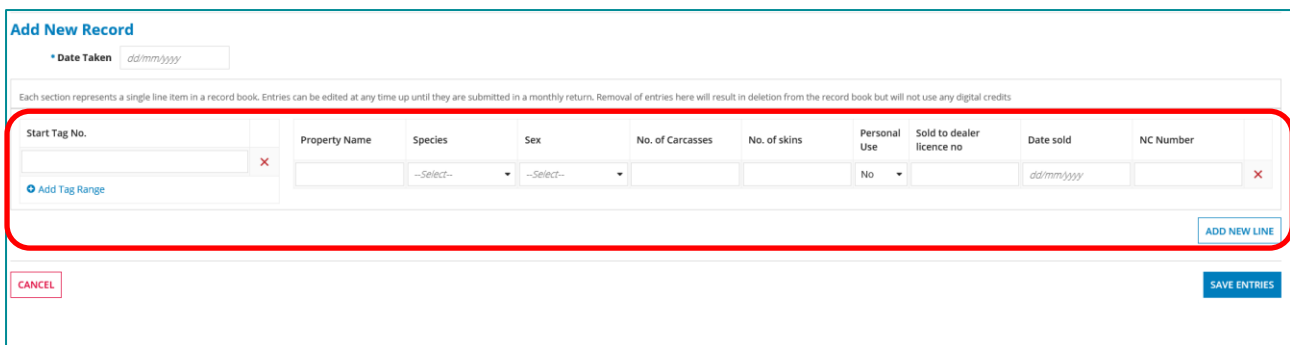 Add New Record
* Date Taken dd/mm/yyyy
Each section represents a single line item in a record book. Entries can be edited at any time up until they are submitted in a monthly return. Removal of entries here will result in deletion from the record book but will not use any digital credits
Start Tag No.
Add Tag Range
Property Name Species Sex No. of Carcasses No. of skins Personal Use Sold to dealer licence no Date sold NC Number
--Select-- --Select-- No dd/mm/yyyy
ADD NEW LINE
CANCEL SAVE ENTRIES